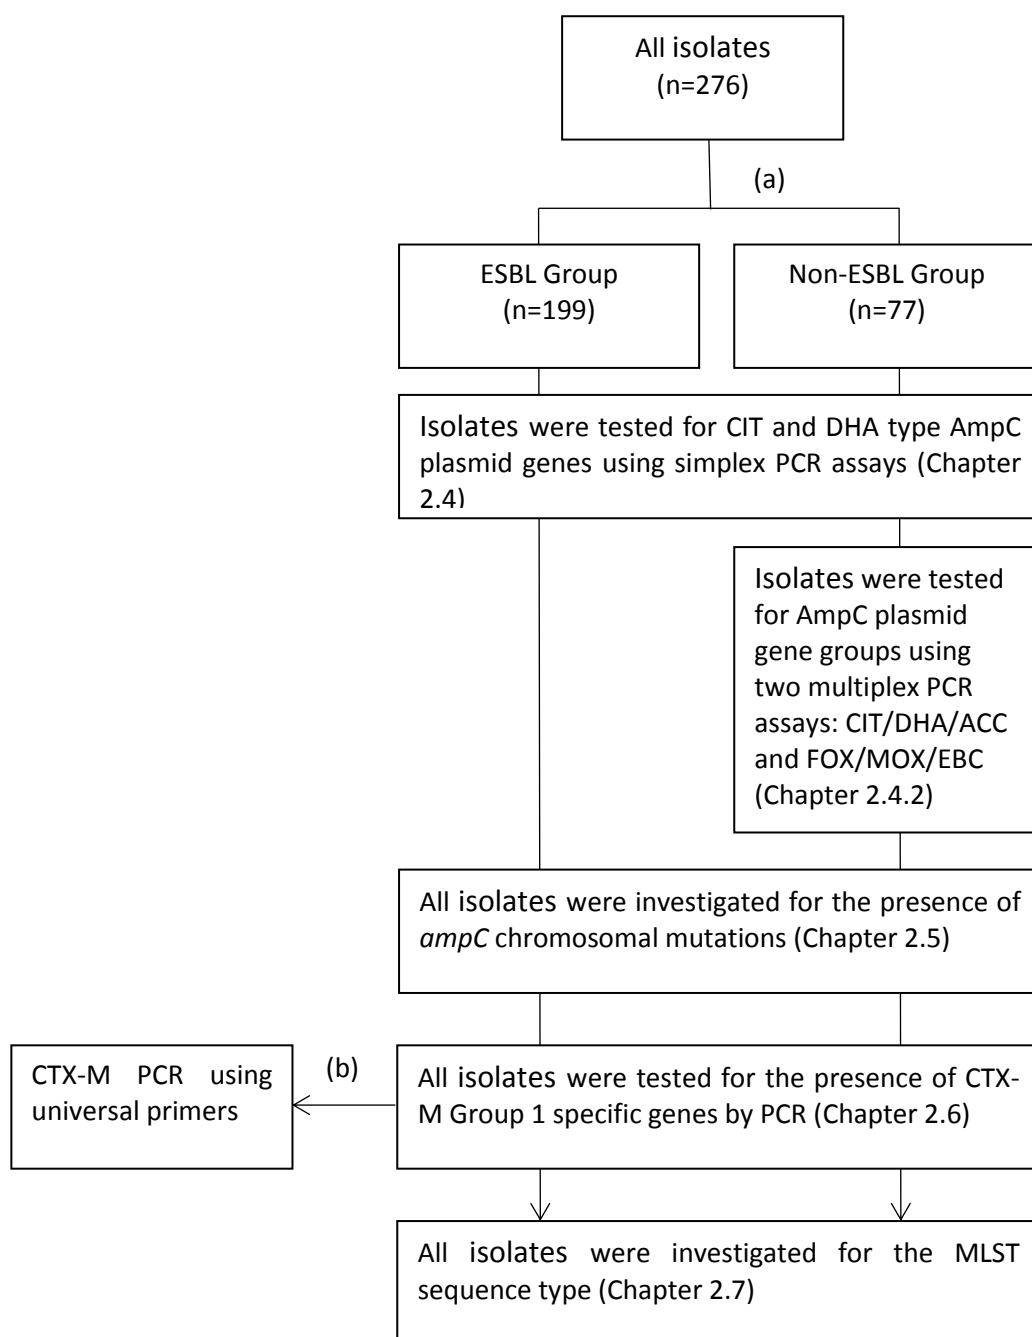 All isolates
(n=276)
(a)
ESBL Group
(n=199)
Non-ESBL Group
(n=77)
Isolates were tested for CIT and DHA type AmpC
plasmid genes using simplex PCR assays (Chapter
2.4)
Isolates were tested
for AmpC plasmid
gene groups using
two multiplex PCR
assays: CIT/DHA/ACC
and FOX/MOX/EBC
(Chapter 2.4.2)
All isolates were investigated for the presence of
ampC chromosomal mutations (Chapter 2.5)
CTX-M PCR using
universal primers
(b)
All isolates were tested for the presence of CTX-
M Group 1 specific genes by PCR (Chapter 2.6)
All isolates were investigated for the MLST
sequence type (Chapter 2.7)